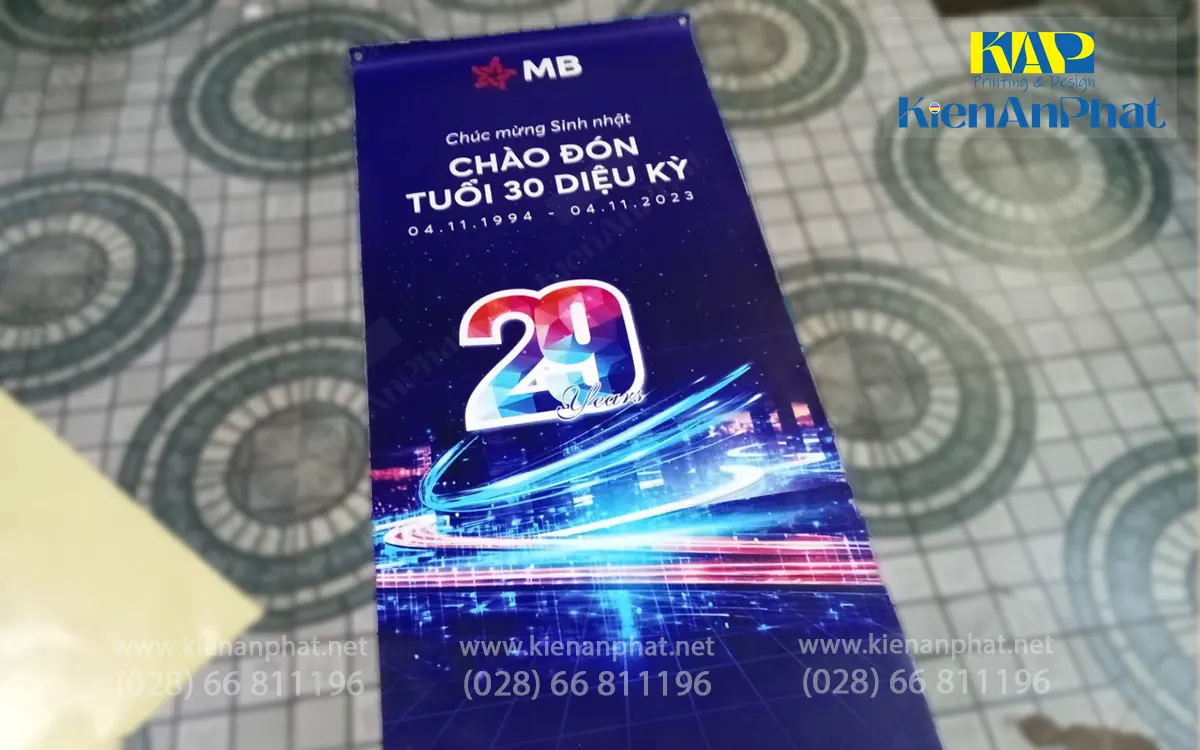 KAP
Printing & Design
KienAnPhat
MB
Chúc mừng Sinh nhật
CHÀO ĐÓN
TUỔI 30 DIỆU KỲ
04.11.1994 - 04.11.2023
29
Years
www.kienanphat.net www.kienanphat.net www.kienanphat.net
(028) 66 811196 (028) 66 811196 (028) 66 811196